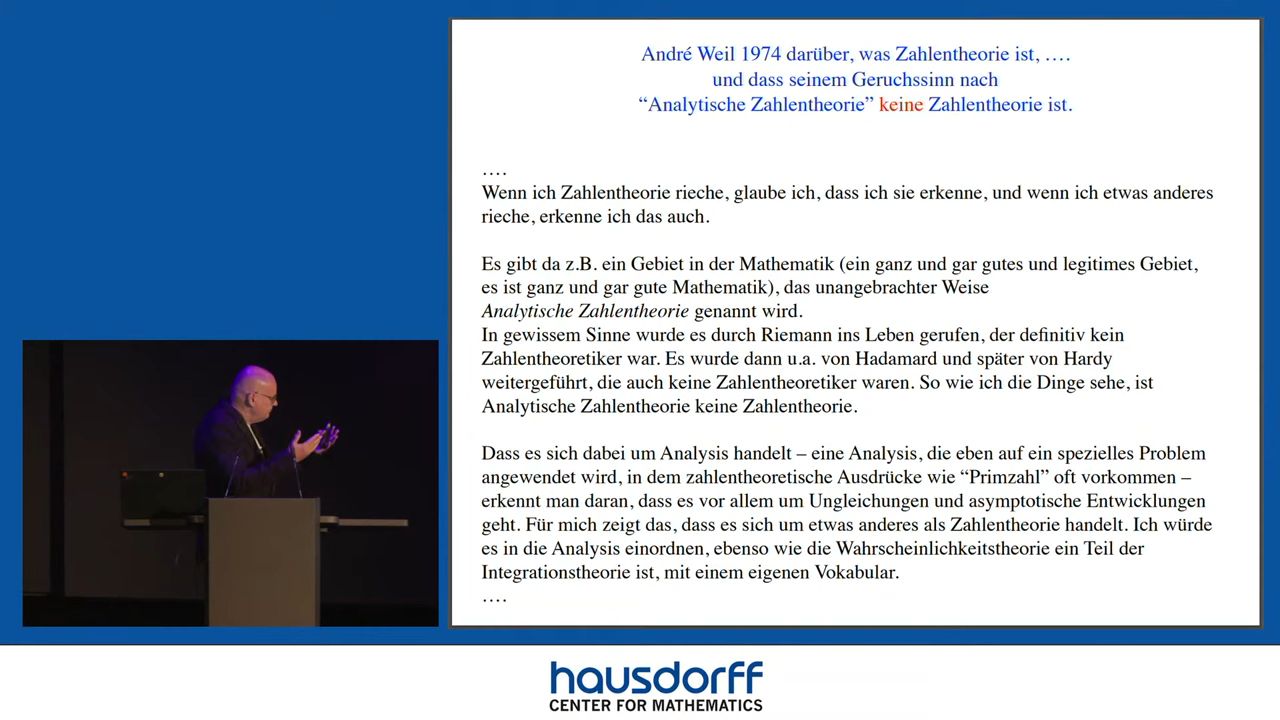 André Weil 1974 darüber, was Zahlentheorie ist, ….
und dass seinem Geruchssinn nach
“Analytische Zahlentheorie” keine Zahlentheorie ist.
….
Wenn ich Zahlentheorie rieche, glaube ich, dass ich sie erkenne, und wenn ich etwas anderes
rieche, erkenne ich das auch.
Es gibt da z.B. ein Gebiet in der Mathematik (ein ganz und gar gutes und legitimes Gebiet,
es ist ganz und gar gute Mathematik), das unangebrachter Weise
Analytische Zahlentheorie genannt wird.
In gewissem Sinne wurde es durch Riemann ins Leben gerufen, der definitiv kein
Zahlentheoretiker war. Es wurde dann u.a. von Hadamard und später von Hardy
weitergeführt, die auch keine Zahlentheoretiker waren. So wie ich die Dinge sehe, ist
Analytische Zahlentheorie keine Zahlentheorie.
Dass es sich dabei um Analysis handelt – eine Analysis, die eben auf ein spezielles Problem
angewendet wird, in dem zahlentheoretische Ausdrücke wie “Primzahl” oft vorkommen –
erkennt man daran, dass es vor allem um Ungleichungen und asymptotische Entwicklungen
geht. Für mich zeigt das, dass es sich um etwas anderes als Zahlentheorie handelt. Ich würde
es in die Analysis einordnen, ebenso wie die Wahrscheinlichkeitstheorie ein Teil der
Integrationstheorie ist, mit einem eigenen Vokabular.
….
hausdorff
CENTER FOR MATHEMATICS